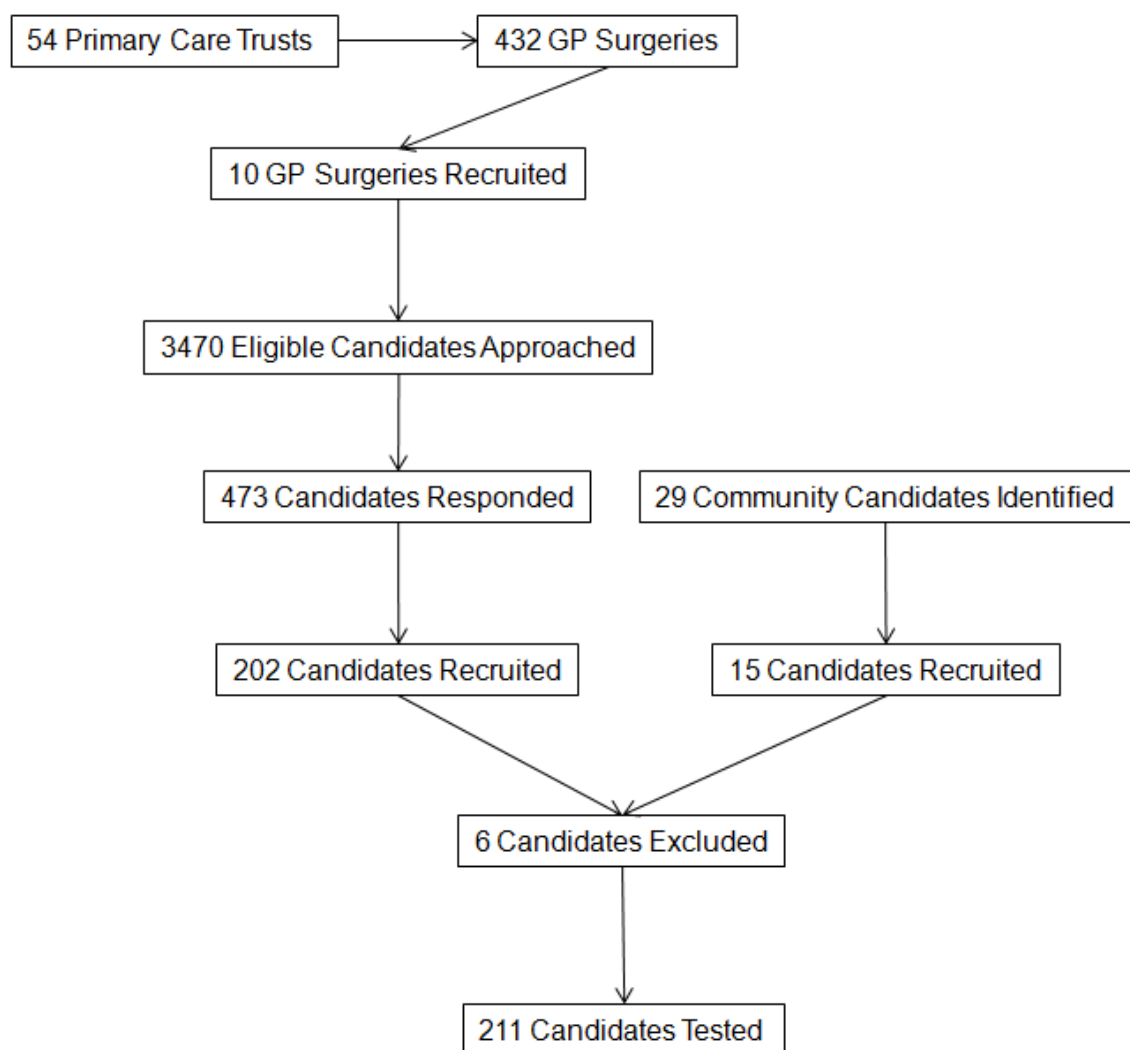 54 Primary Care Trusts
432 GP Surgeries
10 GP Surgeries Recruited
3470 Eligible Candidates Approached
473 Candidates Responded
29 Community Candidates Identified
202 Candidates Recruited
15 Candidates Recruited
6 Candidates Excluded
211 Candidates Tested